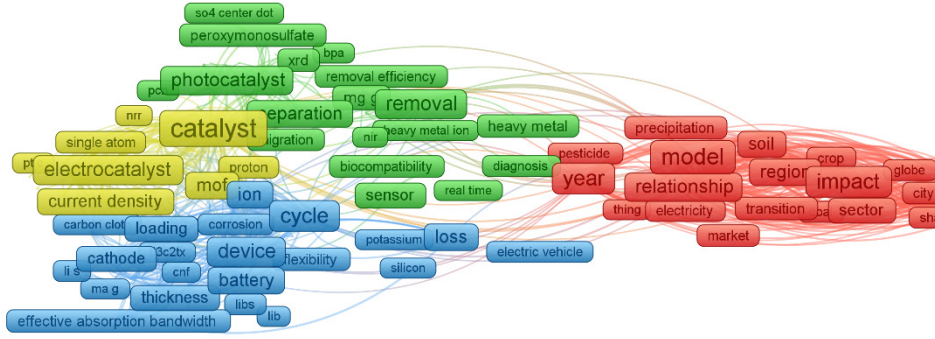 so4 center dot
peroxymonosulfate
bpa
xrd
photocatalyst
removal efficiency
removal
eparation
catalyst
nrr
single atom
nir
heavy metal ion
heavy metal
precipitation
soil
electrocatalyst
proton
mof
biocompatibility
diagnosis
pesticide
model
crop
globe
region
year
relationship
impact
current density
ion
sensor
real time
city
thing
electricity
transition
sector
cycle
carbon clot
loading
corrosion
potassium
loss
market
device
3c2tx
cathode
flexibility
electric vehicle
li s
cnf
silicon
battery
ma g
thickness
libs
lib
effective absorption bandwidth